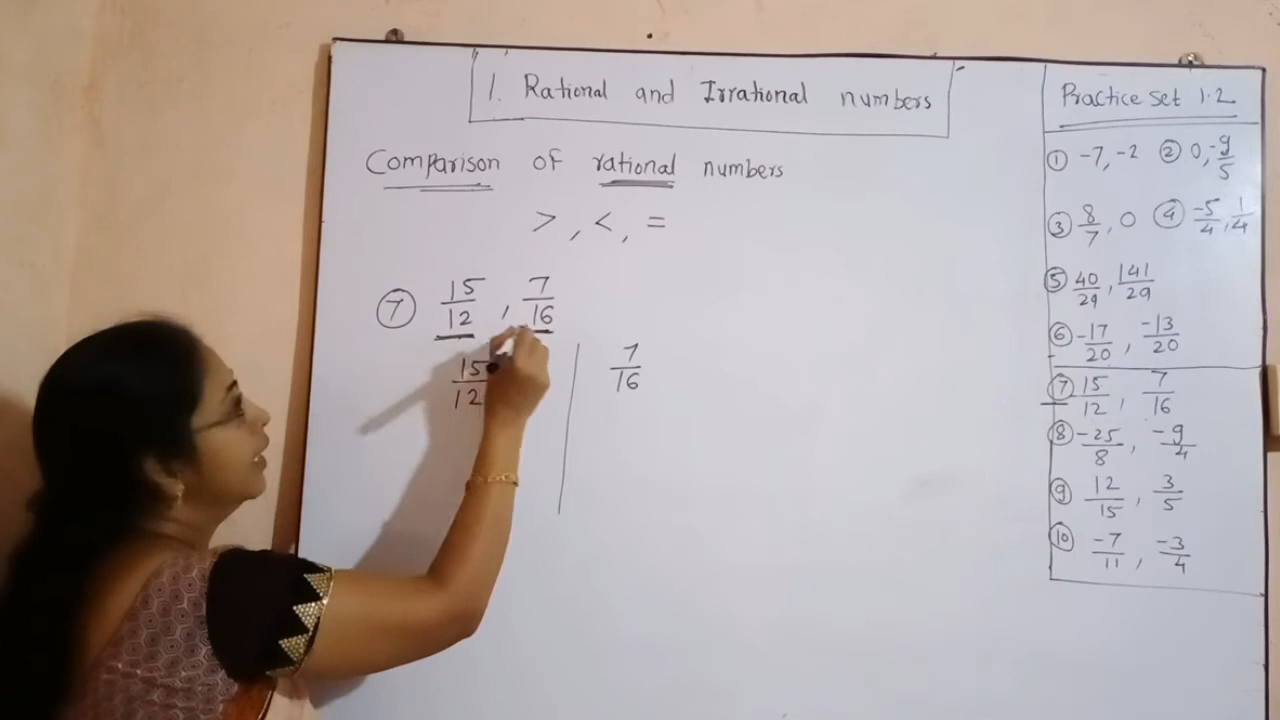 1. Rational and Irrational numbers
Comparison of rational numbers
> , < , =
⑦ 15/12 , 7/16
15/12
7/16
Practice set 1.2
① -7, -2 ② 0, -9/5
③ 8/7, 0 ④ -5/4, 1/4
⑤ 40/29, 141/29
⑥ -17/20, -13/20
⑦ 15/12, 7/16
⑧ -25/8, -9/4
⑨ 12/15, 3/5
⑩ -7/11, -3/4